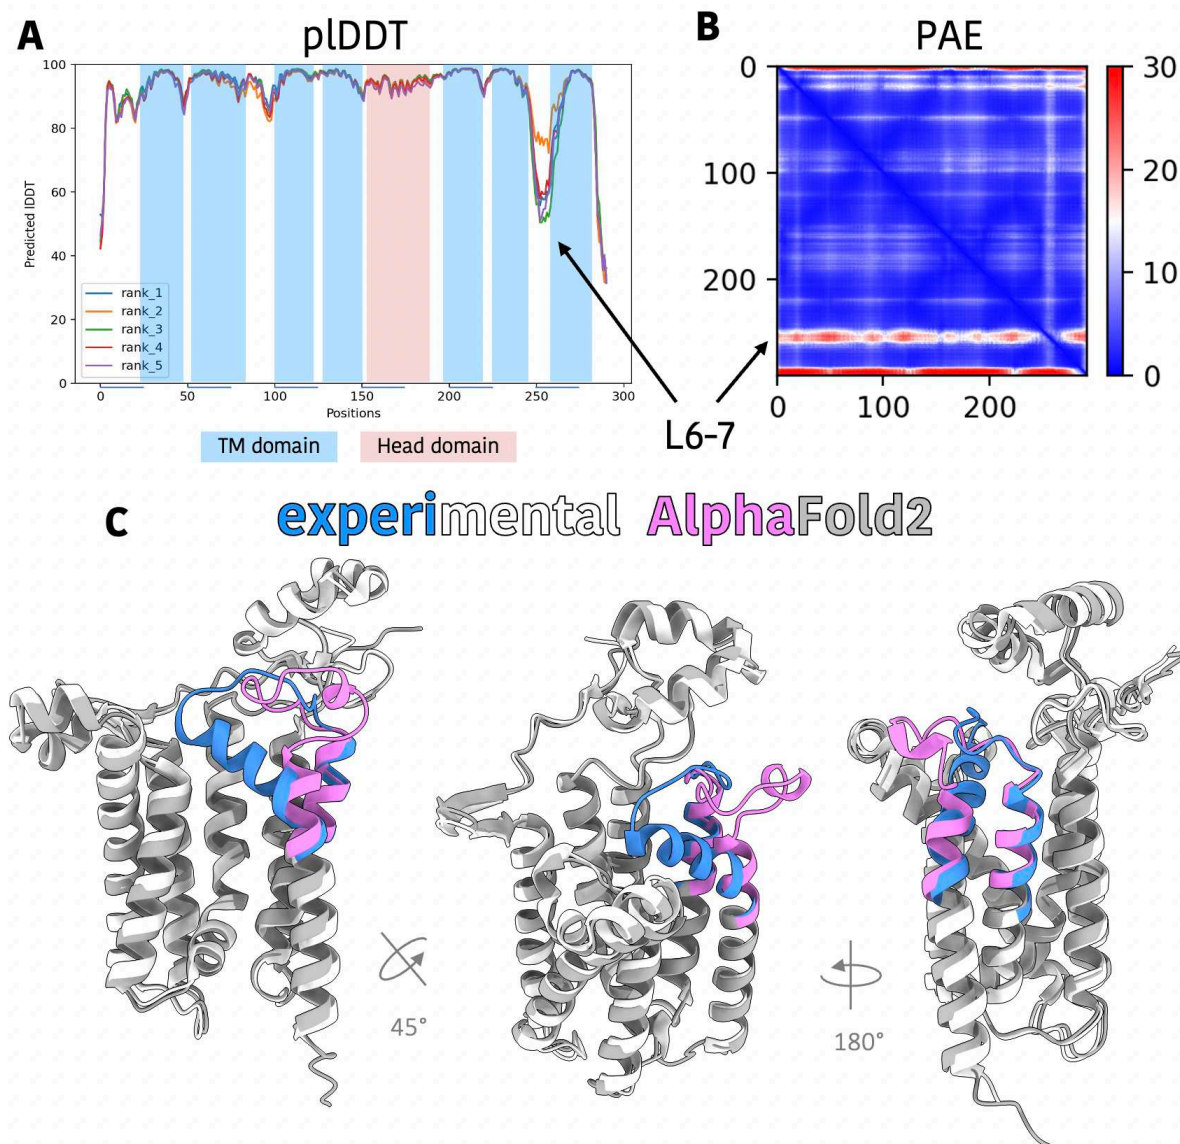 A
plDDT
100
80
60
40
20
0
Predicted lDDT
rank_1
rank_2
rank_3
rank_4
rank_5
0 50 100 150 200 250 300
Positions
TM domain Head domain
B
PAE
0
100
200
0 100 200
30
20
10
0
L6-7
C
experimental AlphaFold2
45°
180°